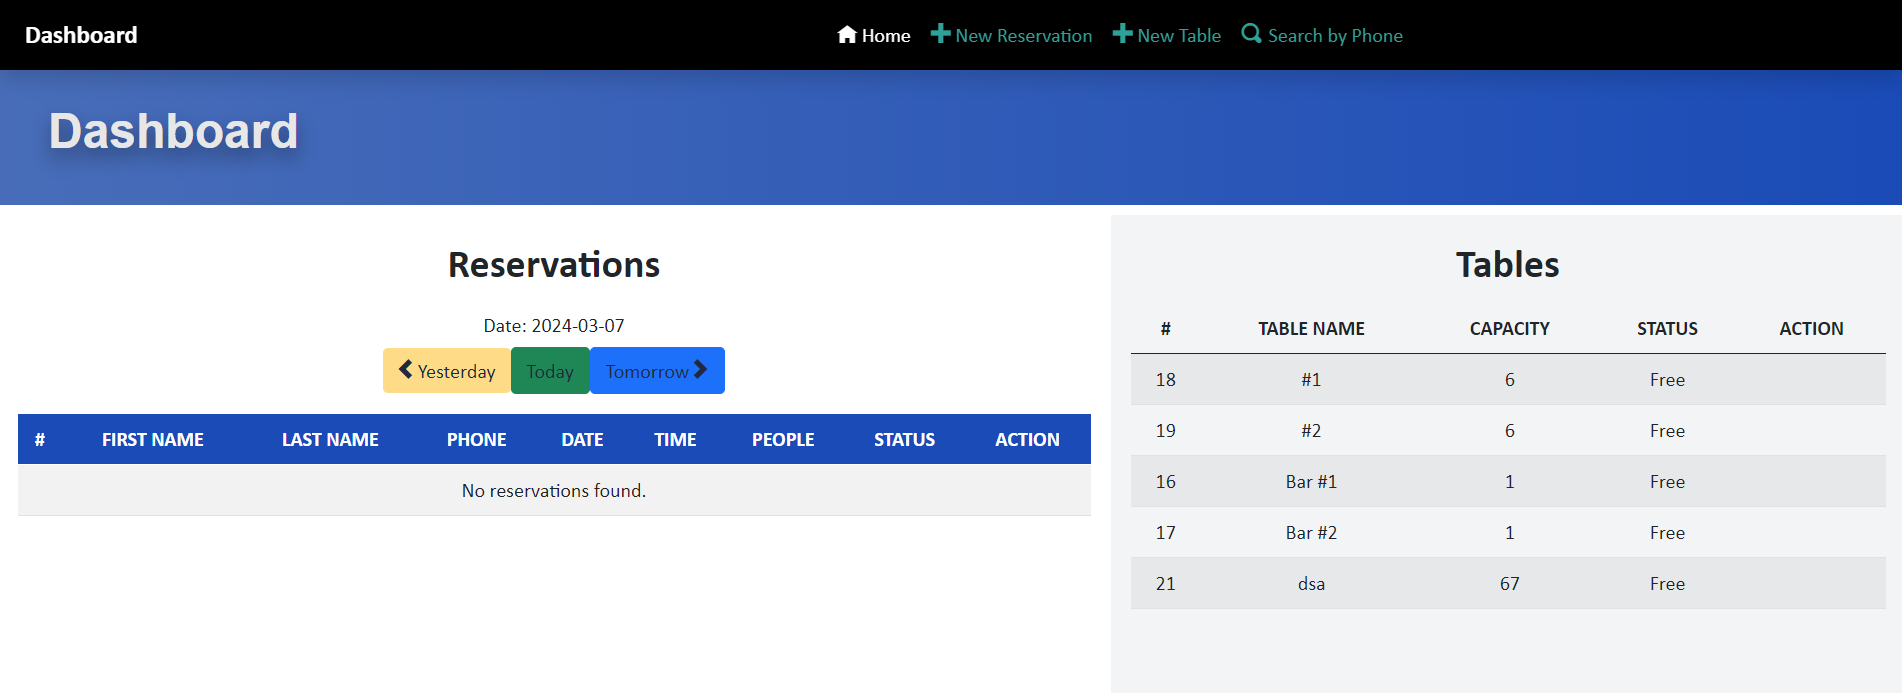 Dashboard Home New Reservation New Table Search by Phone
Dashboard
Reservations
Date: 2024-03-07
Yesterday Today Tomorrow
# FIRST NAME LAST NAME PHONE DATE TIME PEOPLE STATUS ACTION
No reservations found.
Tables
# TABLE NAME CAPACITY STATUS ACTION
18 #1 6 Free
19 #2 6 Free
16 Bar #1 1 Free
17 Bar #2 1 Free
21 dsa 67 Free